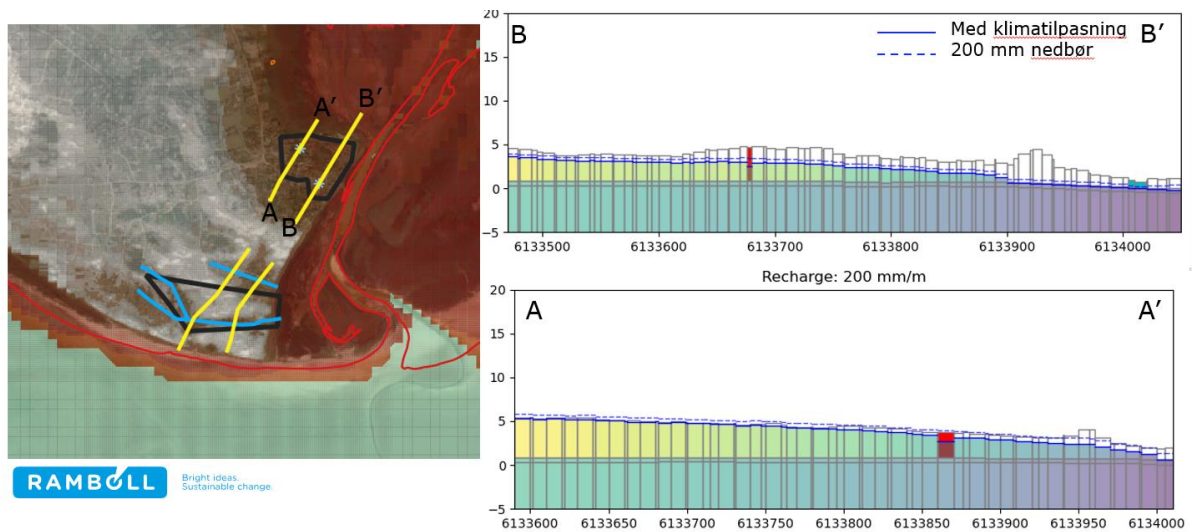 A'
B'
A
B
RAMBOLL
Bright ideas.
Sustainable change.
B
B'
Med klimatilpasning
200 mm nedbør
20
15
10
5
0
−5
6133500 6133600 6133700 6133800 6133900 6134000
Recharge: 200 mm/m
A
A'
20
15
10
5
0
−5
6133600 6133650 6133700 6133750 6133800 6133850 6133900 6133950 6134000